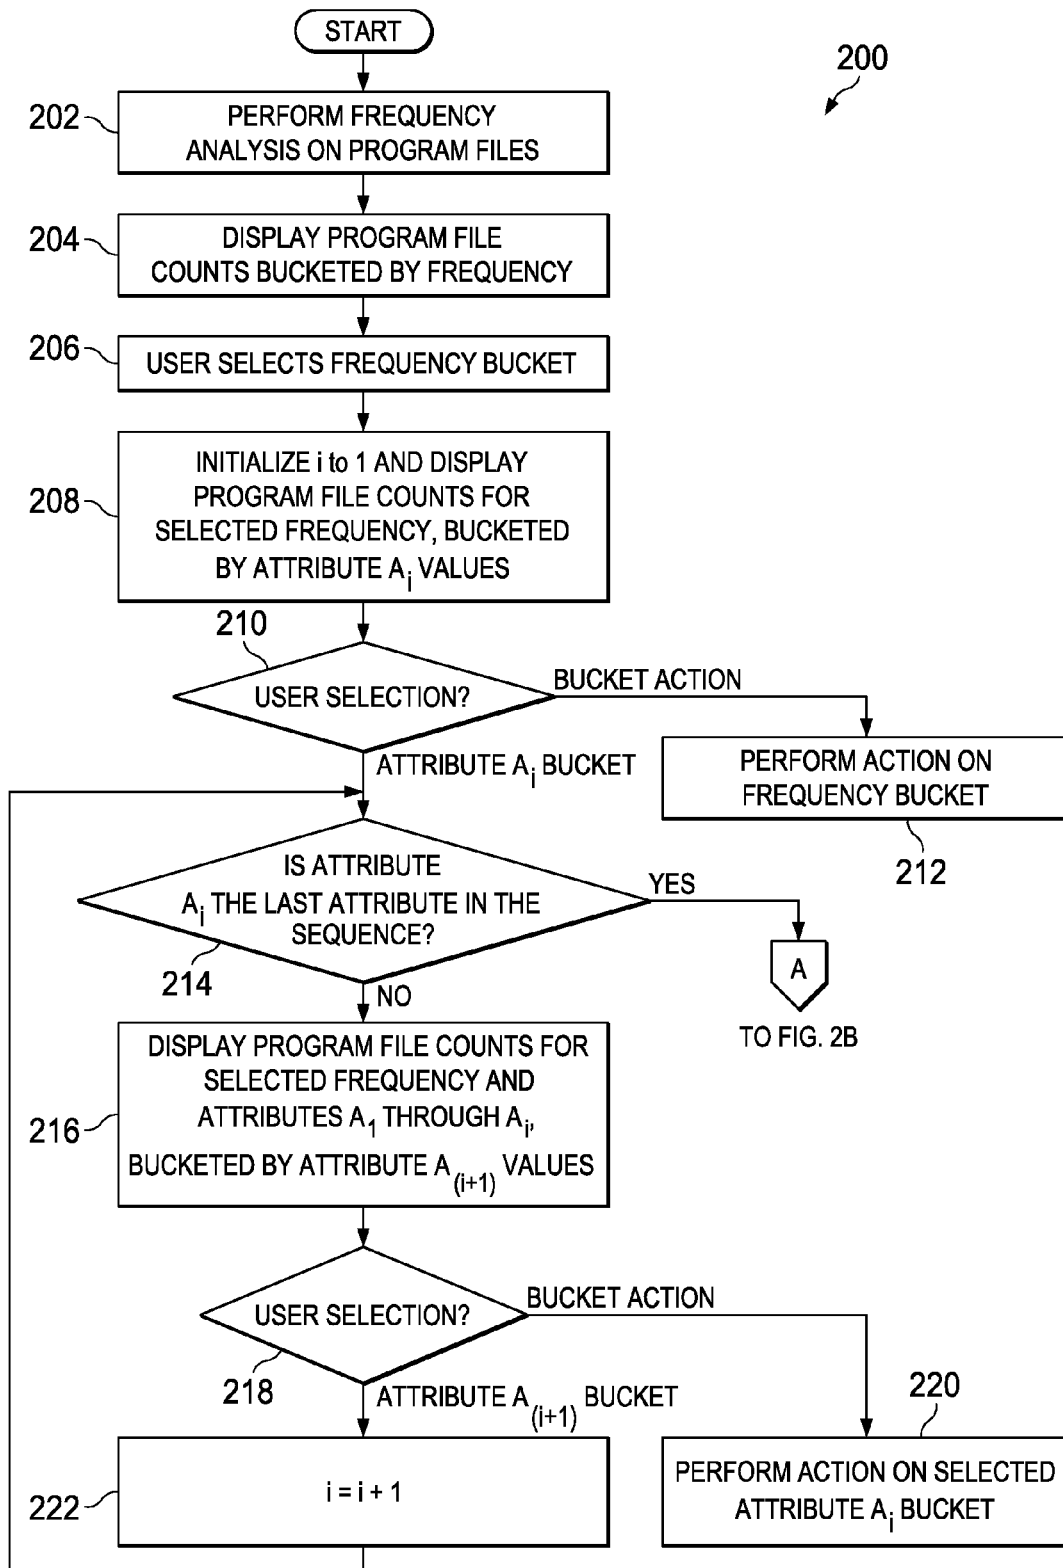 START
200
202
PERFORM FREQUENCY
ANALYSIS ON PROGRAM FILES
204
DISPLAY PROGRAM FILE
COUNTS BUCKETED BY FREQUENCY
206
USER SELECTS FREQUENCY BUCKET
208
INITIALIZE i to 1 AND DISPLAY
PROGRAM FILE COUNTS FOR
SELECTED FREQUENCY, BUCKETED
BY ATTRIBUTE Ai VALUES
210
USER SELECTION?
BUCKET ACTION
ATTRIBUTE Ai BUCKET
PERFORM ACTION ON
FREQUENCY BUCKET
212
IS ATTRIBUTE
Ai THE LAST ATTRIBUTE IN THE
SEQUENCE?
214
YES
A
TO FIG. 2B
NO
216
DISPLAY PROGRAM FILE COUNTS FOR
SELECTED FREQUENCY AND
ATTRIBUTES A1 THROUGH Ai,
BUCKETED BY ATTRIBUTE A(i+1) VALUES
USER SELECTION?
218
BUCKET ACTION
ATTRIBUTE A(i+1) BUCKET
220
PERFORM ACTION ON SELECTED
ATTRIBUTE Ai BUCKET
222
i = i + 1